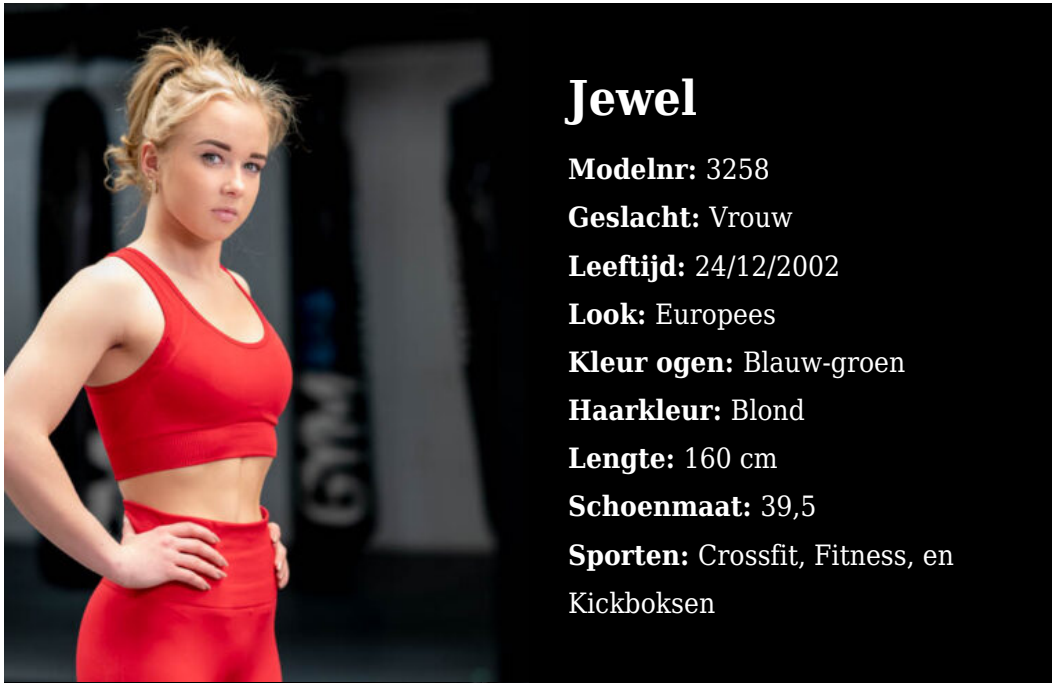 Jewel
Modelnr: 3258
Geslacht: Vrouw
Leeftijd: 24/12/2002
Look: Europees
Kleur ogen: Blauw-groen
Haarkleur: Blond
Lengte: 160 cm
Schoenmaat: 39,5
Sporten: Crossfit, Fitness, en
Kickboksen
GYM